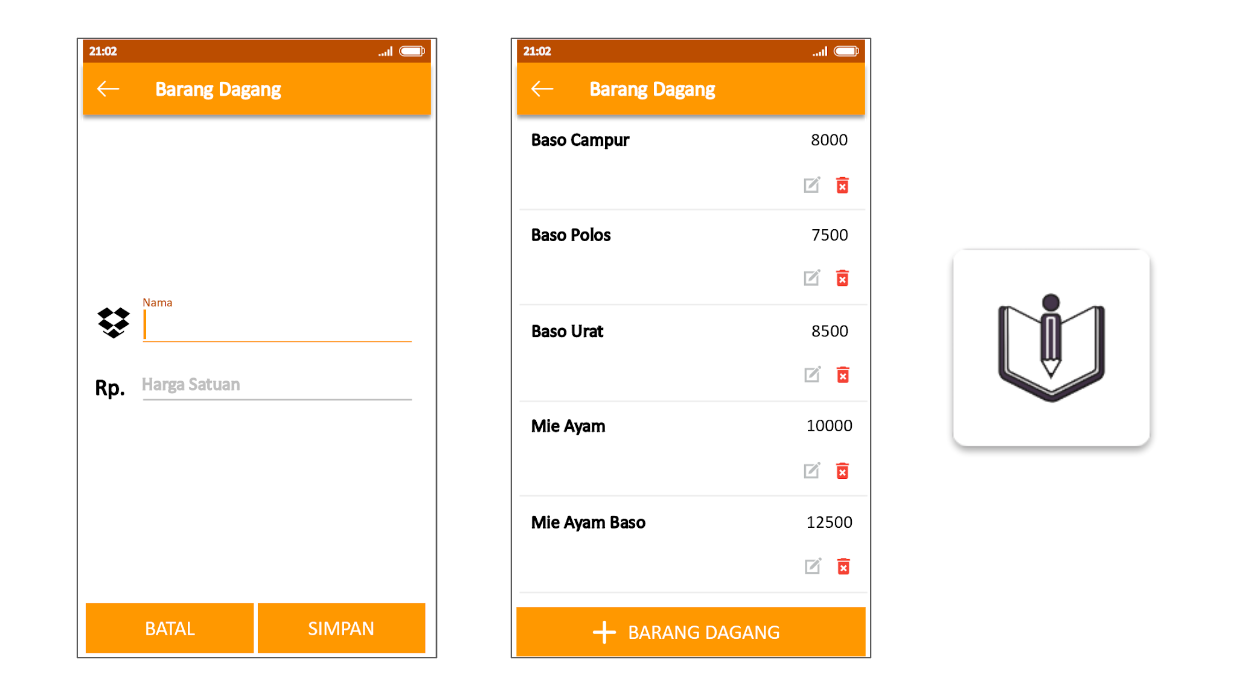 21:02
Barang Dagang
Nama
Rp. Harga Satuan
BATAL SIMPAN
21:02
Barang Dagang
Baso Campur 8000
Baso Polos 7500
Baso Urat 8500
Mie Ayam 10000
Mie Ayam Baso 12500
BARANG DAGANG